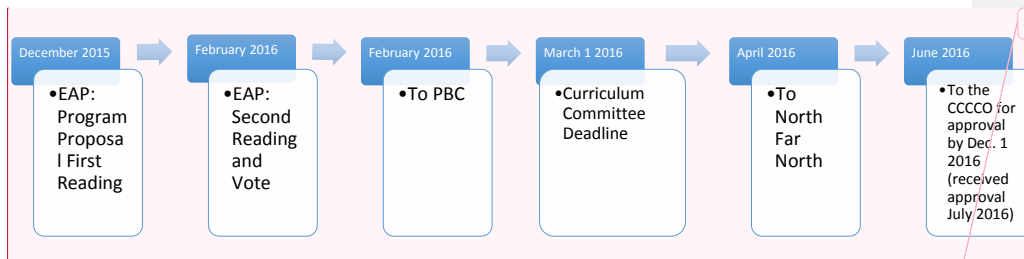 December 2015
•EAP:
Program
Proposa
l First
Reading
February 2016
•EAP:
Second
Reading
and
Vote
February 2016
•To PBC
March 1 2016
•Curriculum
Committee
Deadline
April 2016
•To
North
Far
North
June 2016
•To the
CCCCO for
approval
by Dec. 1
2016
(received
approval
July 2016)